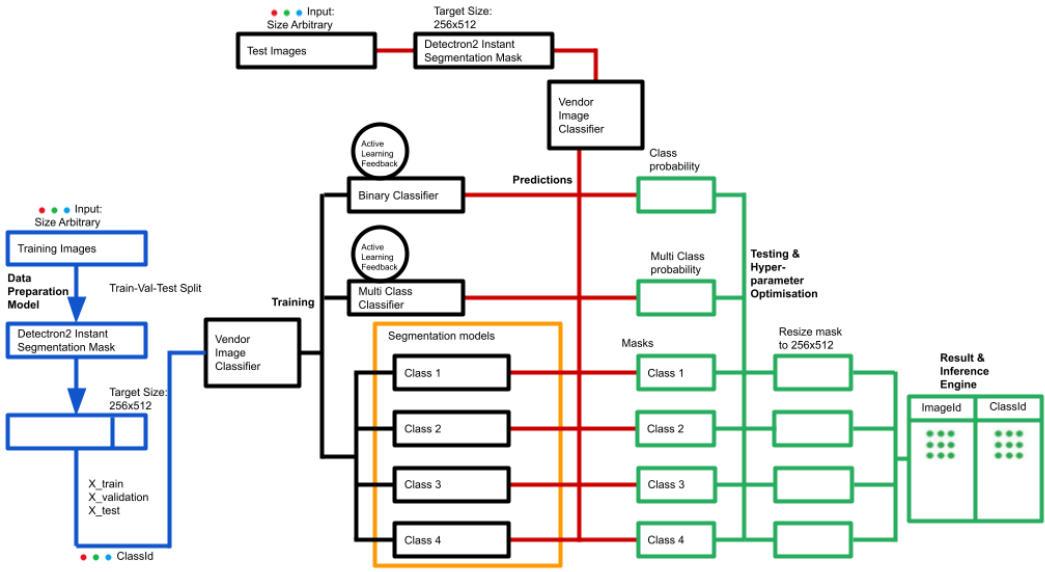 Input:
Size Arbitrary
Target Size:
256x512
Test Images
Detectron2 Instant
Segmentation Mask
Vendor
Image
Classifier
Active
Learning
Feedback
Binary Classifier
Predictions
Class
probability
Input:
Size Arbitrary
Training Images
Data
Preparation
Model
Train-Val-Test Split
Detectron2 Instant
Segmentation Mask
Target Size:
256x512
X_train
X_validation
X_test
ClassId
Vendor
Image
Classifier
Training
Active
Learning
Feedback
Multi Class
Classifier
Multi Class
probability
Testing &
Hyper-
parameter
Optimisation
Segmentation models
Class 1
Class 2
Class 3
Class 4
Masks
Class 1
Class 2
Class 3
Class 4
Resize mask
to 256x512
Result &
Inference
Engine
ImageId
ClassId